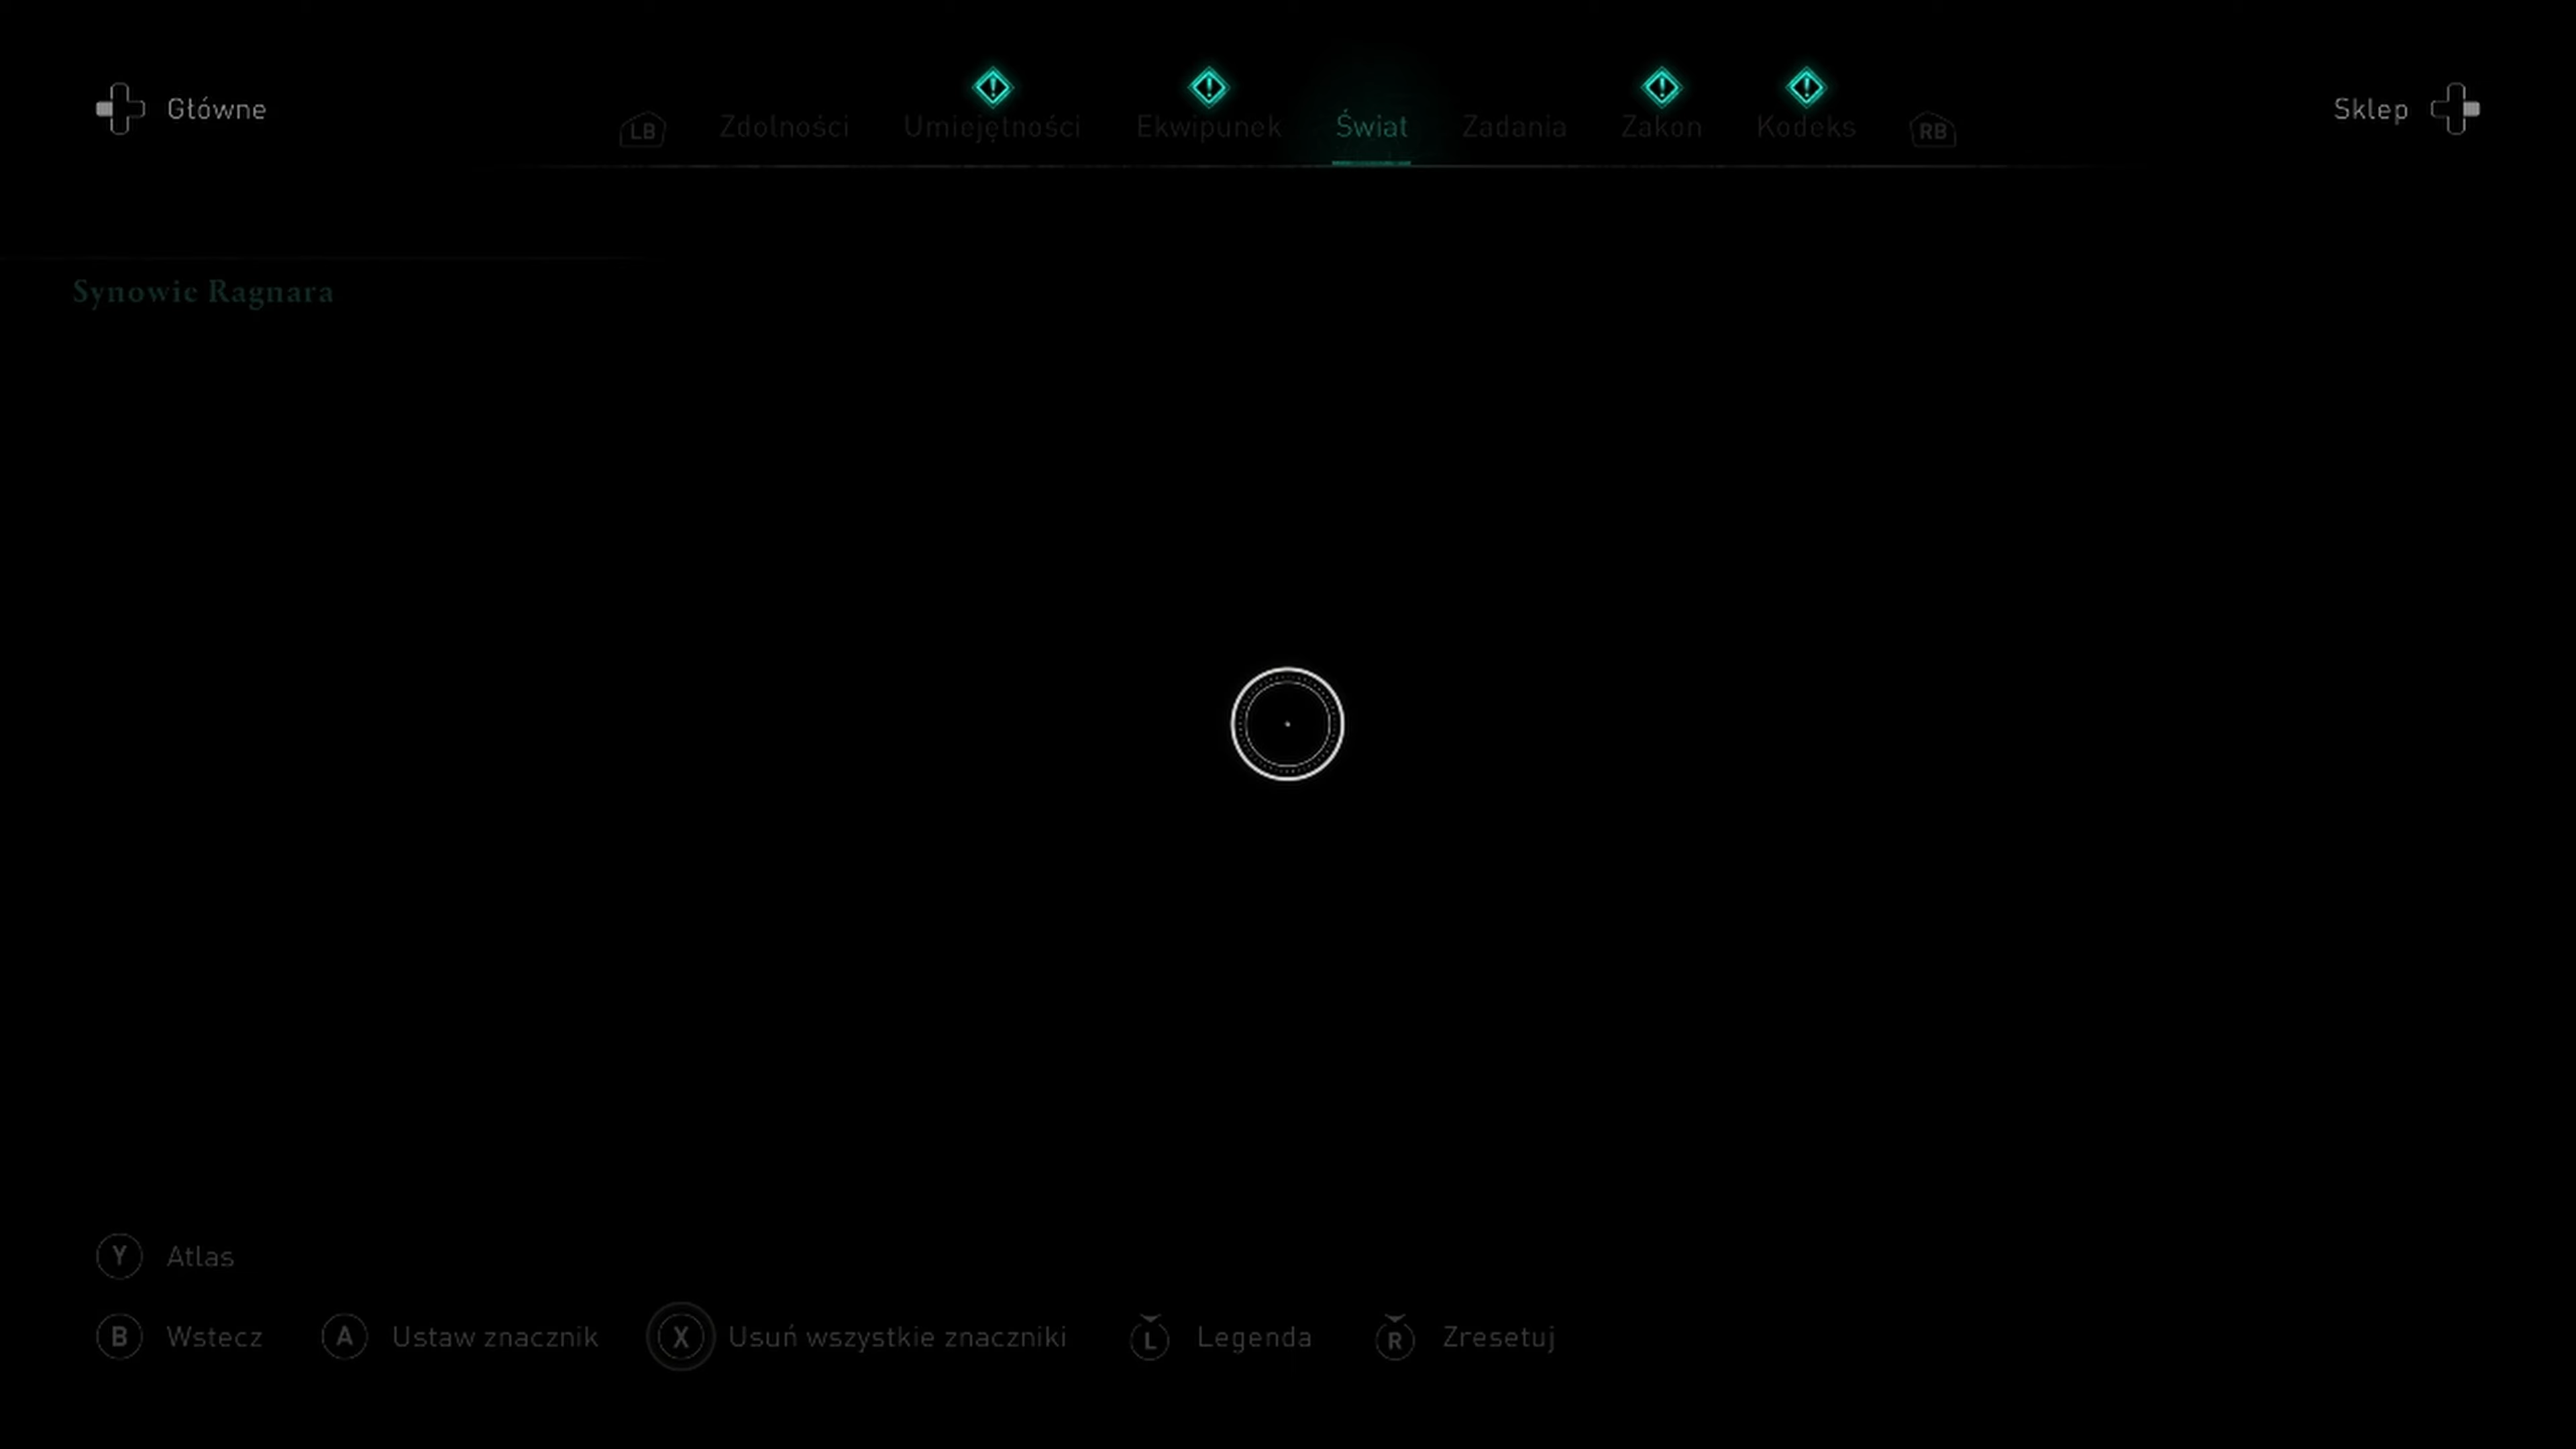 Główne
LB Zdolności Umiejętności Ekwipunek Świat Zadania Zakon Kodeks RB
Sklep
Synowie Ragnara
Y Atlas
B Wstecz A Ustaw znacznik X Usuń wszystkie znaczniki L Legenda R Zresetuj